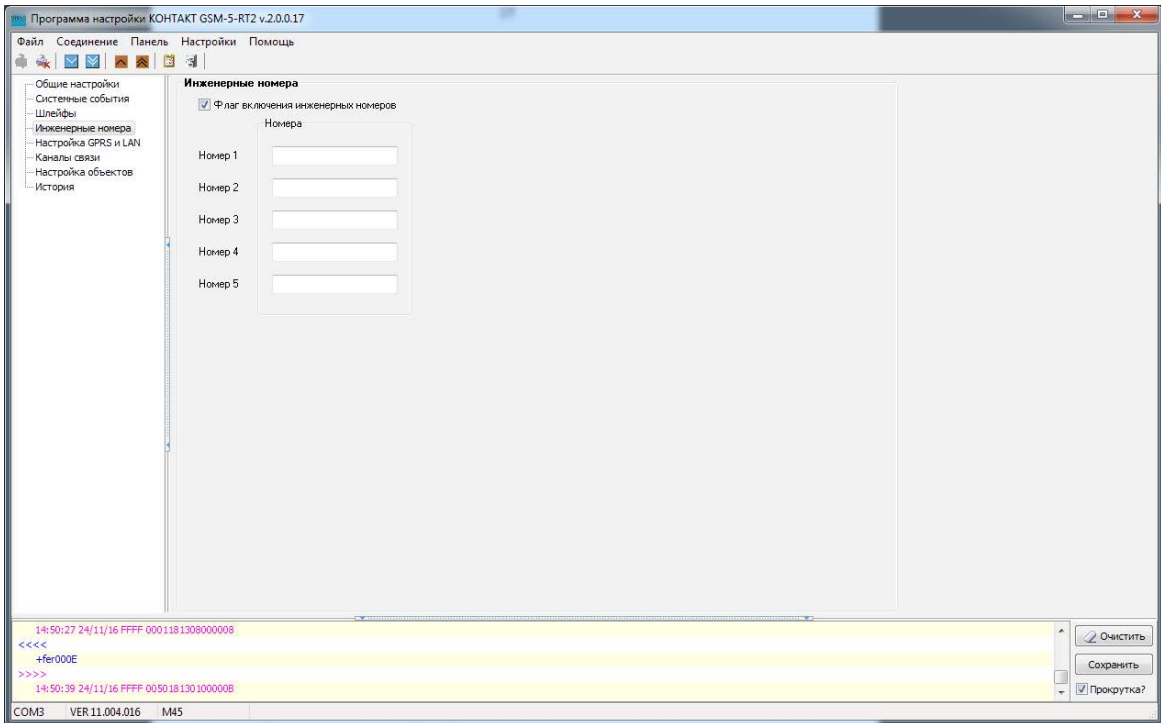 Программа настройки КОНТАКТ GSM-5-RT2 v.2.0.0.17
Файл Соединение Панель Настройки Помощь
Общие настройки
Системные события
Шлейфы
Инженерные номера
Настройка GPRS и LAN
Каналы связи
Настройка объектов
История
Инженерные номера
Флаг включения инженерных номеров
Номера
Номер 1
Номер 2
Номер 3
Номер 4
Номер 5
14:50:27 24/11/16 FFFF 0001181308000008
<<<<
+fer000E
>>>>
14:50:39 24/11/16 FFFF 005018130100000B
Очистить
Сохранить
Прокрутка?
COM3 VER 11.004.016 M45